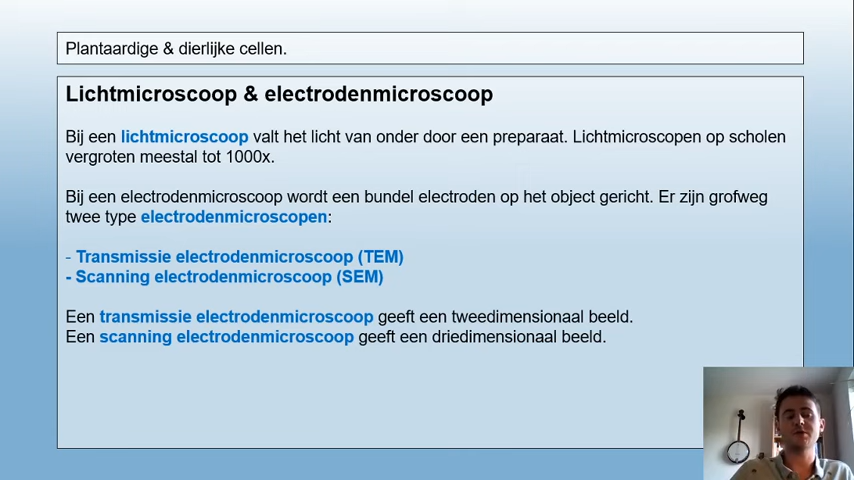 Plantaardige & dierlijke cellen.
Lichtmicroscoop & electrodenmicroscoop
Bij een lichtmicroscoop valt het licht van onder door een preparaat. Lichtmicroscopen op scholen
vergroten meestal tot 1000x.
Bij een electrodenmicroscoop wordt een bundel electroden op het object gericht. Er zijn grofweg
twee type electrodenmicroscopen:
- Transmissie electrodenmicroscoop (TEM)
- Scanning electrodenmicroscoop (SEM)
Een transmissie electrodenmicroscoop geeft een tweedimensionaal beeld.
Een scanning electrodenmicroscoop geeft een driedimensionaal beeld.